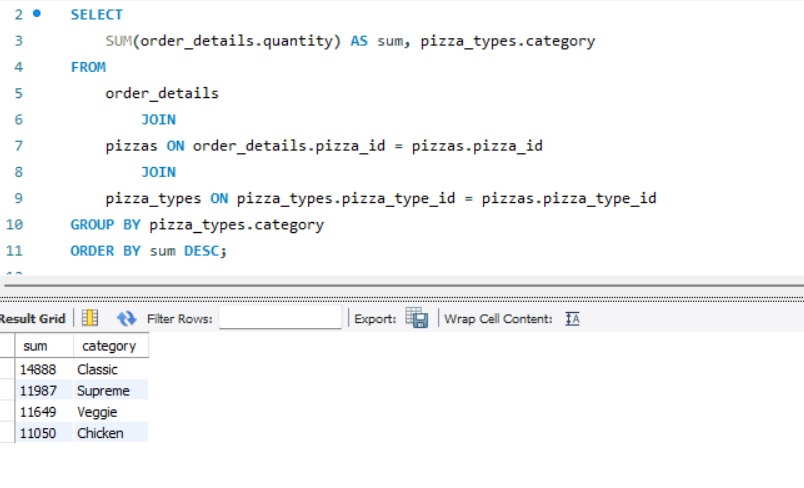 2 SELECT
3 SUM(order_details.quantity) AS sum, pizza_types.category
4 FROM
5 order_details
6 JOIN
7 pizzas ON order_details.pizza_id = pizzas.pizza_id
8 JOIN
9 pizza_types ON pizza_types.pizza_type_id = pizzas.pizza_type_id
10 GROUP BY pizza_types.category
11 ORDER BY sum DESC;
Result Grid Filter Rows: Export: Wrap Cell Content: IA
sum category
14888 Classic
11987 Supreme
11649 Veggie
11050 Chicken